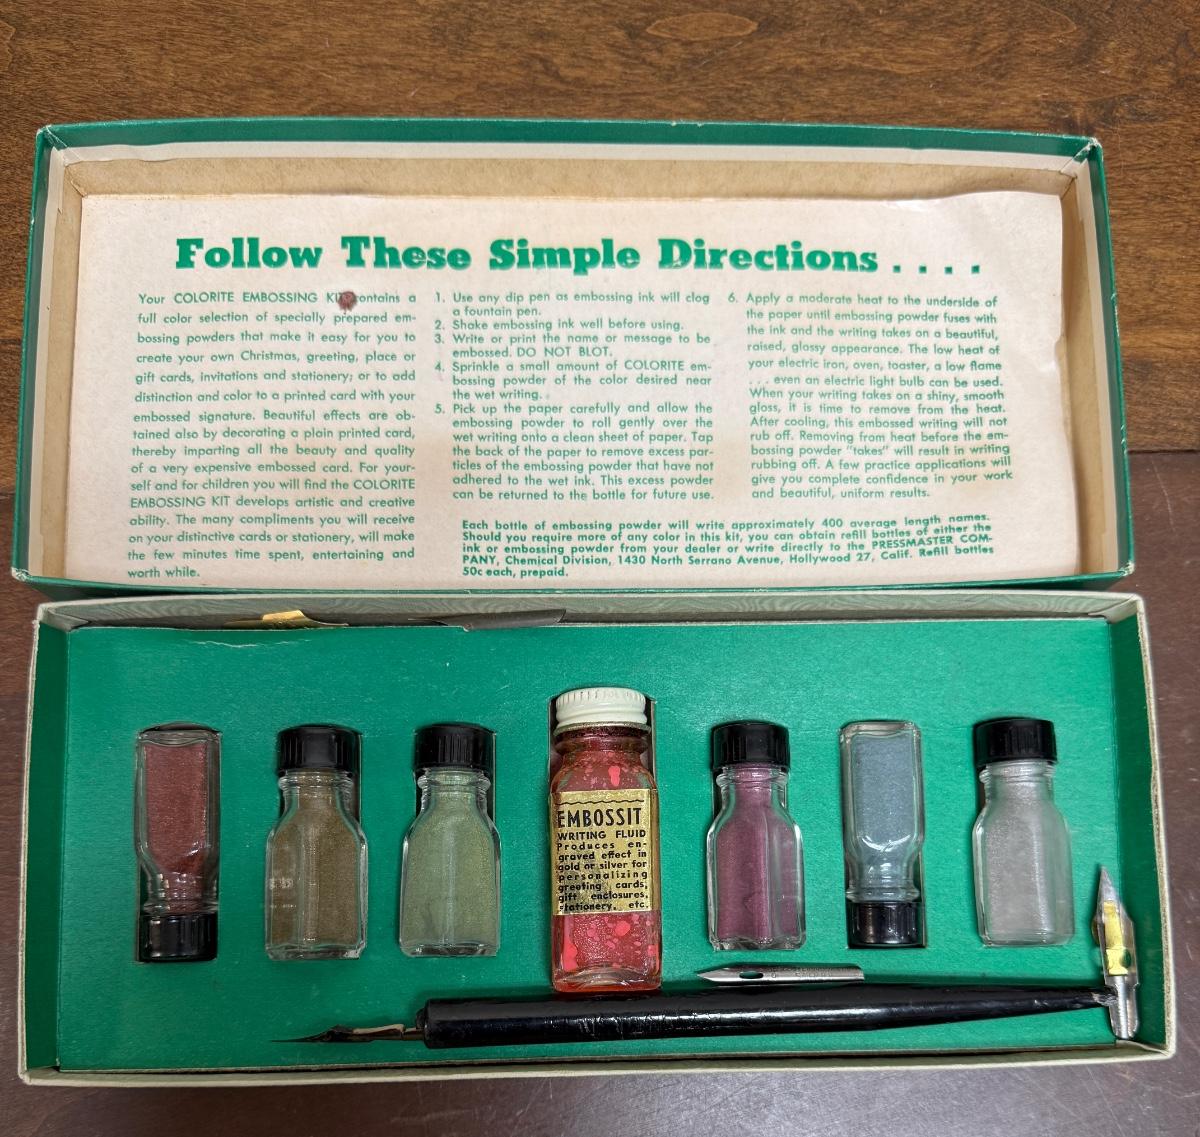 Follow These Simple Directions . . . .
Your COLORITE EMBOSSING KIT contains a
full color selection of specially prepared em-
bossing powders that make it easy for you to
create your own Christmas, greeting, place or
gift cards, invitations and stationery; or to add
distinction and color to a printed card with your
embossed signature. Beautiful effects are ob-
tained also by decorating a plain printed card,
thereby imparting all the beauty and quality
of a very expensive embossed card. For your-
self and for children you will find the COLORITE
EMBOSSING KIT develops artistic and creative
ability. The many compliments you will receive
on your distinctive cards or stationery, will make
the few minutes time spent, entertaining and
worth while.
1. Use any dip pen as embossing ink will clog
a fountain pen.
2. Shake embossing ink well before using.
3. Write or print the name or message to be
embossed. DO NOT BLOT.
4. Sprinkle a small amount of COLORITE em-
bossing powder of the color desired near
the wet writing.
5. Pick up the paper carefully and allow the
embossing powder to roll gently over the
wet writing onto a clean sheet of paper. Tap
the back of the paper to remove excess par-
ticles of the embossing powder that have not
adhered to the wet ink. This excess powder
can be returned to the bottle for future use.
6. Apply a moderate heat to the underside of
the paper until embossing powder fuses with
the ink and the writing takes on a beautiful,
raised, glossy appearance. The low heat of
your electric iron, oven, toaster, a low flame
. . . even an electric light bulb can be used.
When your writing takes on a shiny, smooth
gloss, it is time to remove from the heat.
After cooling, this embossed writing will not
rub off. Removing from heat before the em-
bossing powder "takes" will result in writing
rubbing off. A few practice applications will
give you complete confidence in your work
and beautiful, uniform results.
Each bottle of embossing powder will write approximately 400 average length names.
Should you require more of any color in this kit, you can obtain refill bottles of either the
ink or embossing powder from your dealer or write directly to the PRESSMASTER COM-
PANY, Chemical Division, 1430 North Serrano Avenue, Hollywood 27, Calif. Refill bottles
50c each, prepaid.
EMBOSSIT
WRITING FLUID
Produces en-
graved effect in
gold or silver for
personalizing
greeting cards,
gift enclosures,
stationery, etc.